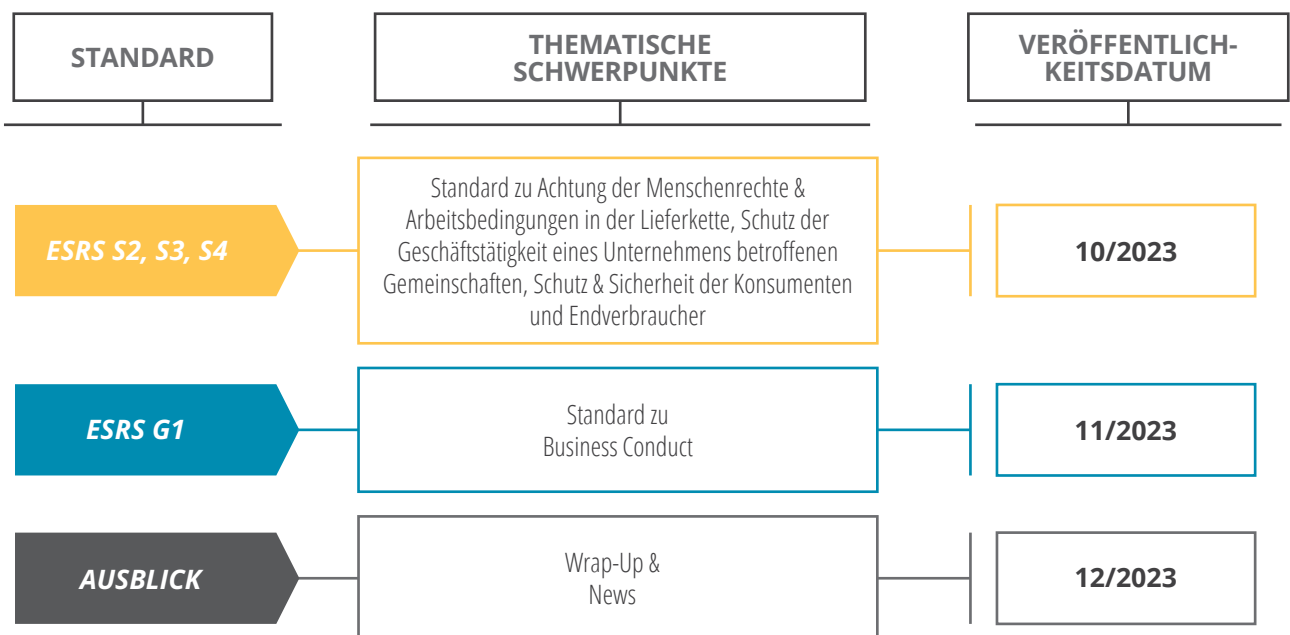 STANDARD
THEMATISCHE
SCHWERPUNKTE
VERÖFFENTLICH-
KEITSDATUM
ESRS S2, S3, S4
Standard zu Achtung der Menschenrechte &
Arbeitsbedingungen in der Lieferkette, Schutz der
Geschäftstätigkeit eines Unternehmens betroffenen
Gemeinschaften, Schutz & Sicherheit der Konsumenten
und Endverbraucher
10/2023
ESRS G1
Standard zu
Business Conduct
11/2023
AUSBLICK
Wrap-Up &
News
12/2023